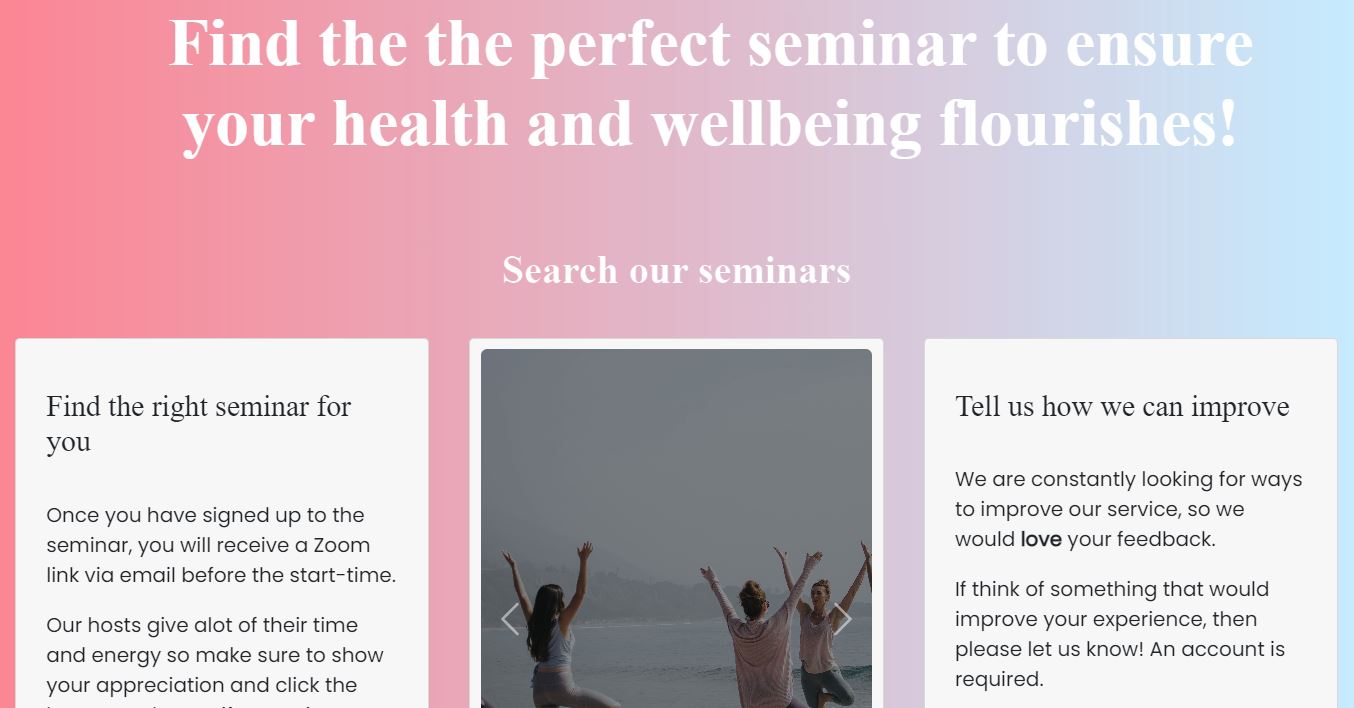 Find the the perfect seminar to ensure
your health and wellbeing flourishes!
Search our seminars
Find the right seminar for
you
Once you have signed up to the
seminar, you will receive a Zoom
link via email before the start-time.
Our hosts give alot of their time
and energy so make sure to show
your appreciation and click the
Tell us how we can improve
We are constantly looking for ways
to improve our service, so we
would love your feedback.
If think of something that would
improve your experience, then
please let us know! An account is
required.